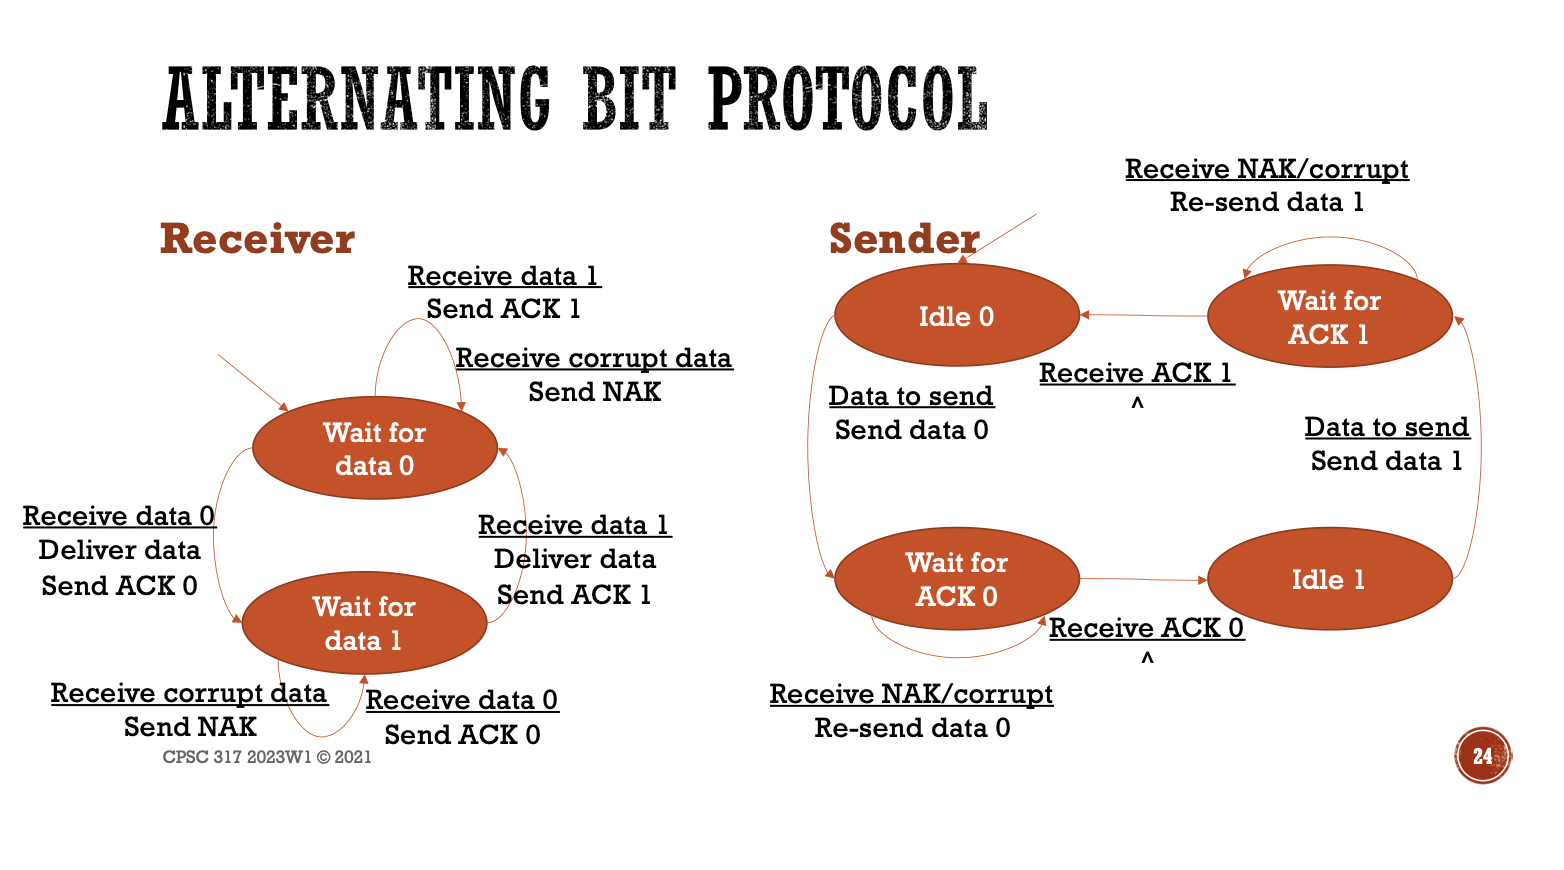 ALTERNATING BIT PROTOCOL
Receiver
Receive data 1
Send ACK 1
Receive corrupt data
Send NAK
Wait for
data 0
Receive data 0
Deliver data
Send ACK 0
Receive data 1
Deliver data
Send ACK 1
Wait for
data 1
Receive corrupt data
Send NAK
Receive data 0
Send ACK 0
Sender
Receive NAK/corrupt
Re-send data 1
Idle 0
Wait for
ACK 1
Receive ACK 1
^
Data to send
Send data 0
Data to send
Send data 1
Wait for
ACK 0
Idle 1
Receive ACK 0
^
Receive NAK/corrupt
Re-send data 0
CPSC 317 2023W1 © 2021
24